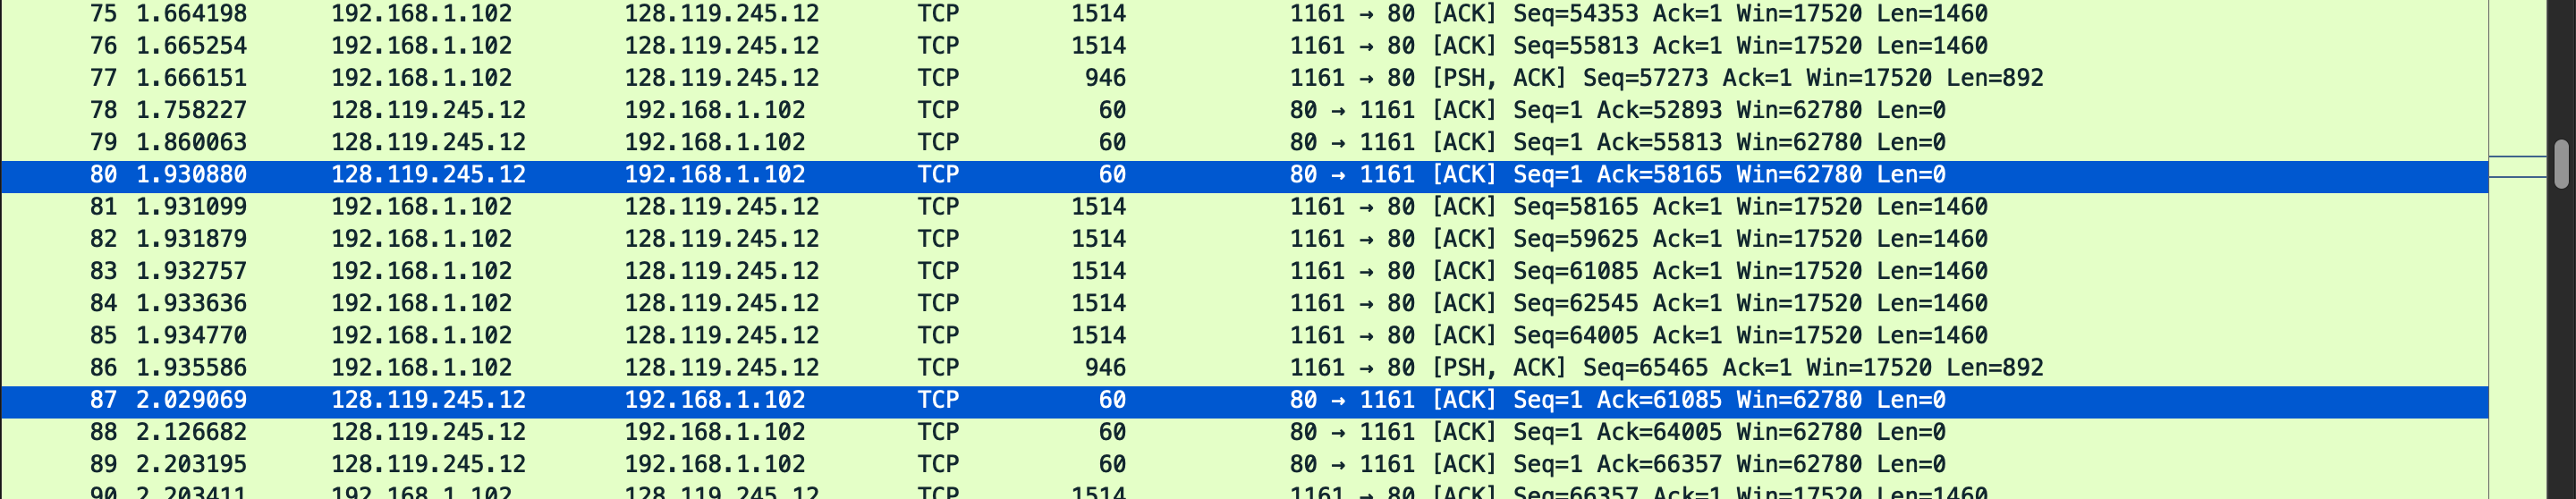 75 1.664198 192.168.1.102 128.119.245.12 TCP 1514 1161 → 80 [ACK] Seq=54353 Ack=1 Win=17520 Len=1460
76 1.665254 192.168.1.102 128.119.245.12 TCP 1514 1161 → 80 [ACK] Seq=55813 Ack=1 Win=17520 Len=1460
77 1.666151 192.168.1.102 128.119.245.12 TCP 946 1161 → 80 [PSH, ACK] Seq=57273 Ack=1 Win=17520 Len=892
78 1.758227 128.119.245.12 192.168.1.102 TCP 60 80 → 1161 [ACK] Seq=1 Ack=52893 Win=62780 Len=0
79 1.860063 128.119.245.12 192.168.1.102 TCP 60 80 → 1161 [ACK] Seq=1 Ack=55813 Win=62780 Len=0
80 1.930880 128.119.245.12 192.168.1.102 TCP 60 80 → 1161 [ACK] Seq=1 Ack=58165 Win=62780 Len=0
81 1.931099 192.168.1.102 128.119.245.12 TCP 1514 1161 → 80 [ACK] Seq=58165 Ack=1 Win=17520 Len=1460
82 1.931879 192.168.1.102 128.119.245.12 TCP 1514 1161 → 80 [ACK] Seq=59625 Ack=1 Win=17520 Len=1460
83 1.932757 192.168.1.102 128.119.245.12 TCP 1514 1161 → 80 [ACK] Seq=61085 Ack=1 Win=17520 Len=1460
84 1.933636 192.168.1.102 128.119.245.12 TCP 1514 1161 → 80 [ACK] Seq=62545 Ack=1 Win=17520 Len=1460
85 1.934770 192.168.1.102 128.119.245.12 TCP 1514 1161 → 80 [ACK] Seq=64005 Ack=1 Win=17520 Len=1460
86 1.935586 192.168.1.102 128.119.245.12 TCP 946 1161 → 80 [PSH, ACK] Seq=65465 Ack=1 Win=17520 Len=892
87 2.029069 128.119.245.12 192.168.1.102 TCP 60 80 → 1161 [ACK] Seq=1 Ack=61085 Win=62780 Len=0
88 2.126682 128.119.245.12 192.168.1.102 TCP 60 80 → 1161 [ACK] Seq=1 Ack=64005 Win=62780 Len=0
89 2.203195 128.119.245.12 192.168.1.102 TCP 60 80 → 1161 [ACK] Seq=1 Ack=66357 Win=62780 Len=0
90 2.203411 192.168.1.102 128.119.245.12 TCP 1514 1161 → 80 [ACK] Seq=66357 Ack=1 Win=17520 Len=1460